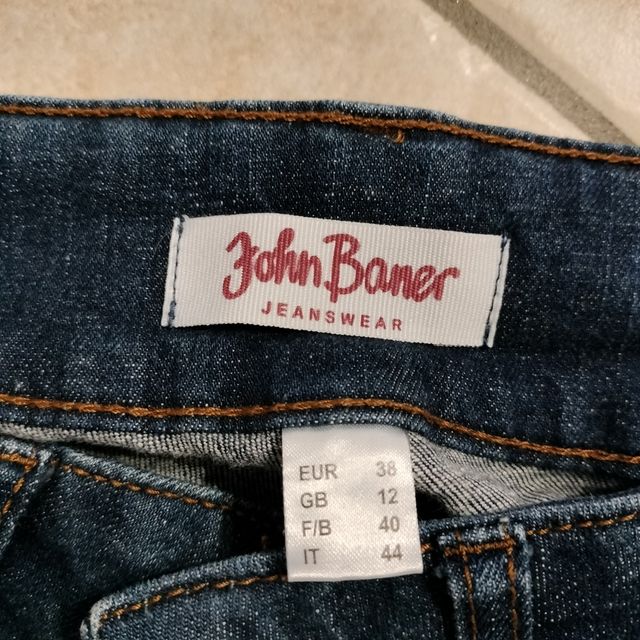 John Baner
JEANSWEAR
EUR 38
GB 12
F/B 40
IT 44